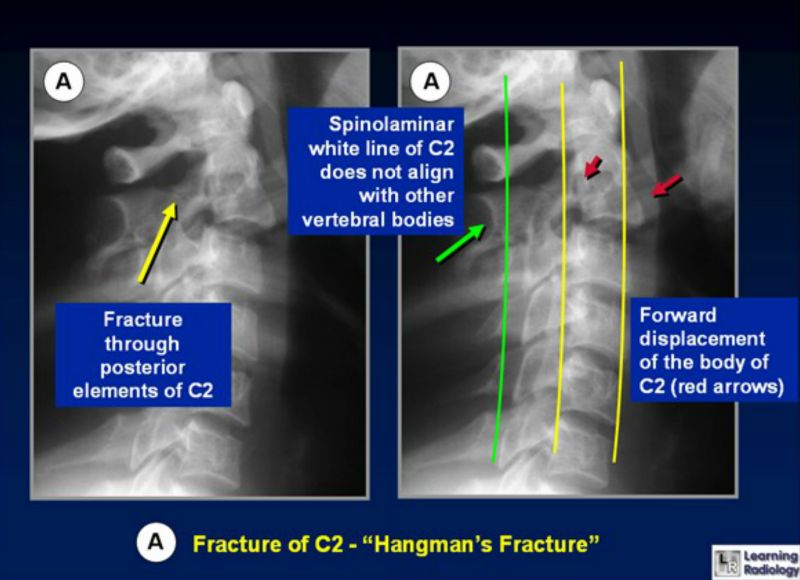 A
A
Spinolaminar
white line of C2
does not align
with other
vertebral bodies
Fracture
through
posterior
elements of C2
Forward
displacement
of the body of
C2 (red arrows)
A Fracture of C2 - “Hangman’s Fracture”
LR Learning
Radiology